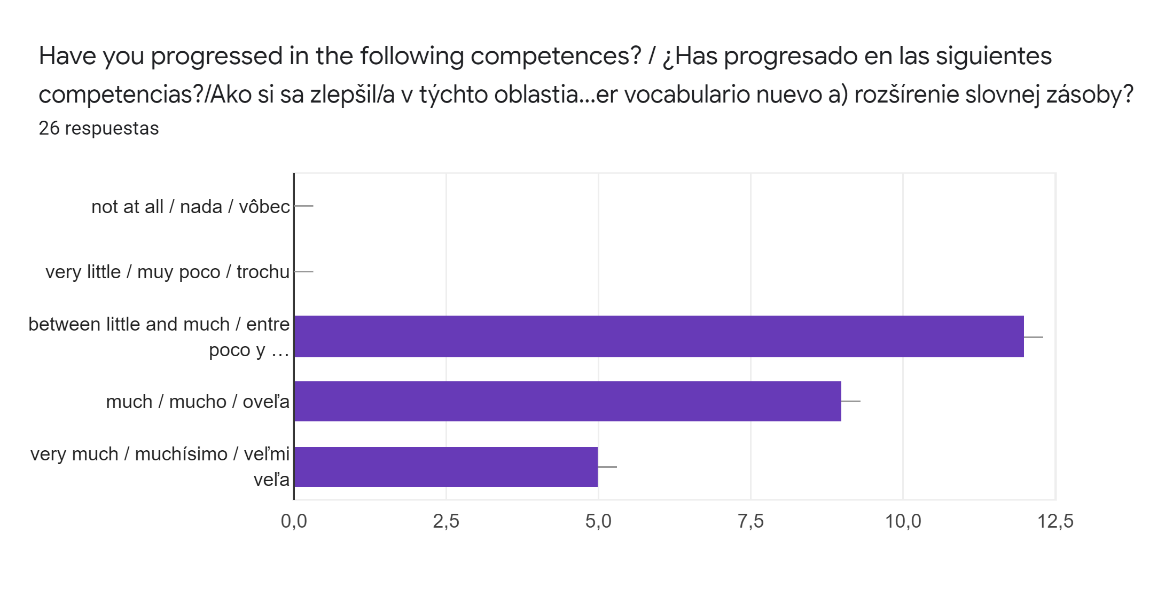 Have you progressed in the following competences? / ¿Has progresado en las siguientes
competencias?/Ako si sa zlepšil/a v týchto oblastia...er vocabulario nuevo a) rozšírenie slovnej zásoby?
26 respuestas
not at all / nada / vôbec
very little / muy poco / trochu
between little and much / entre
poco y …
much / mucho / oveľa
very much / muchísimo / veľmi
veľa
0,0 2,5 5,0 7,5 10,0 12,5